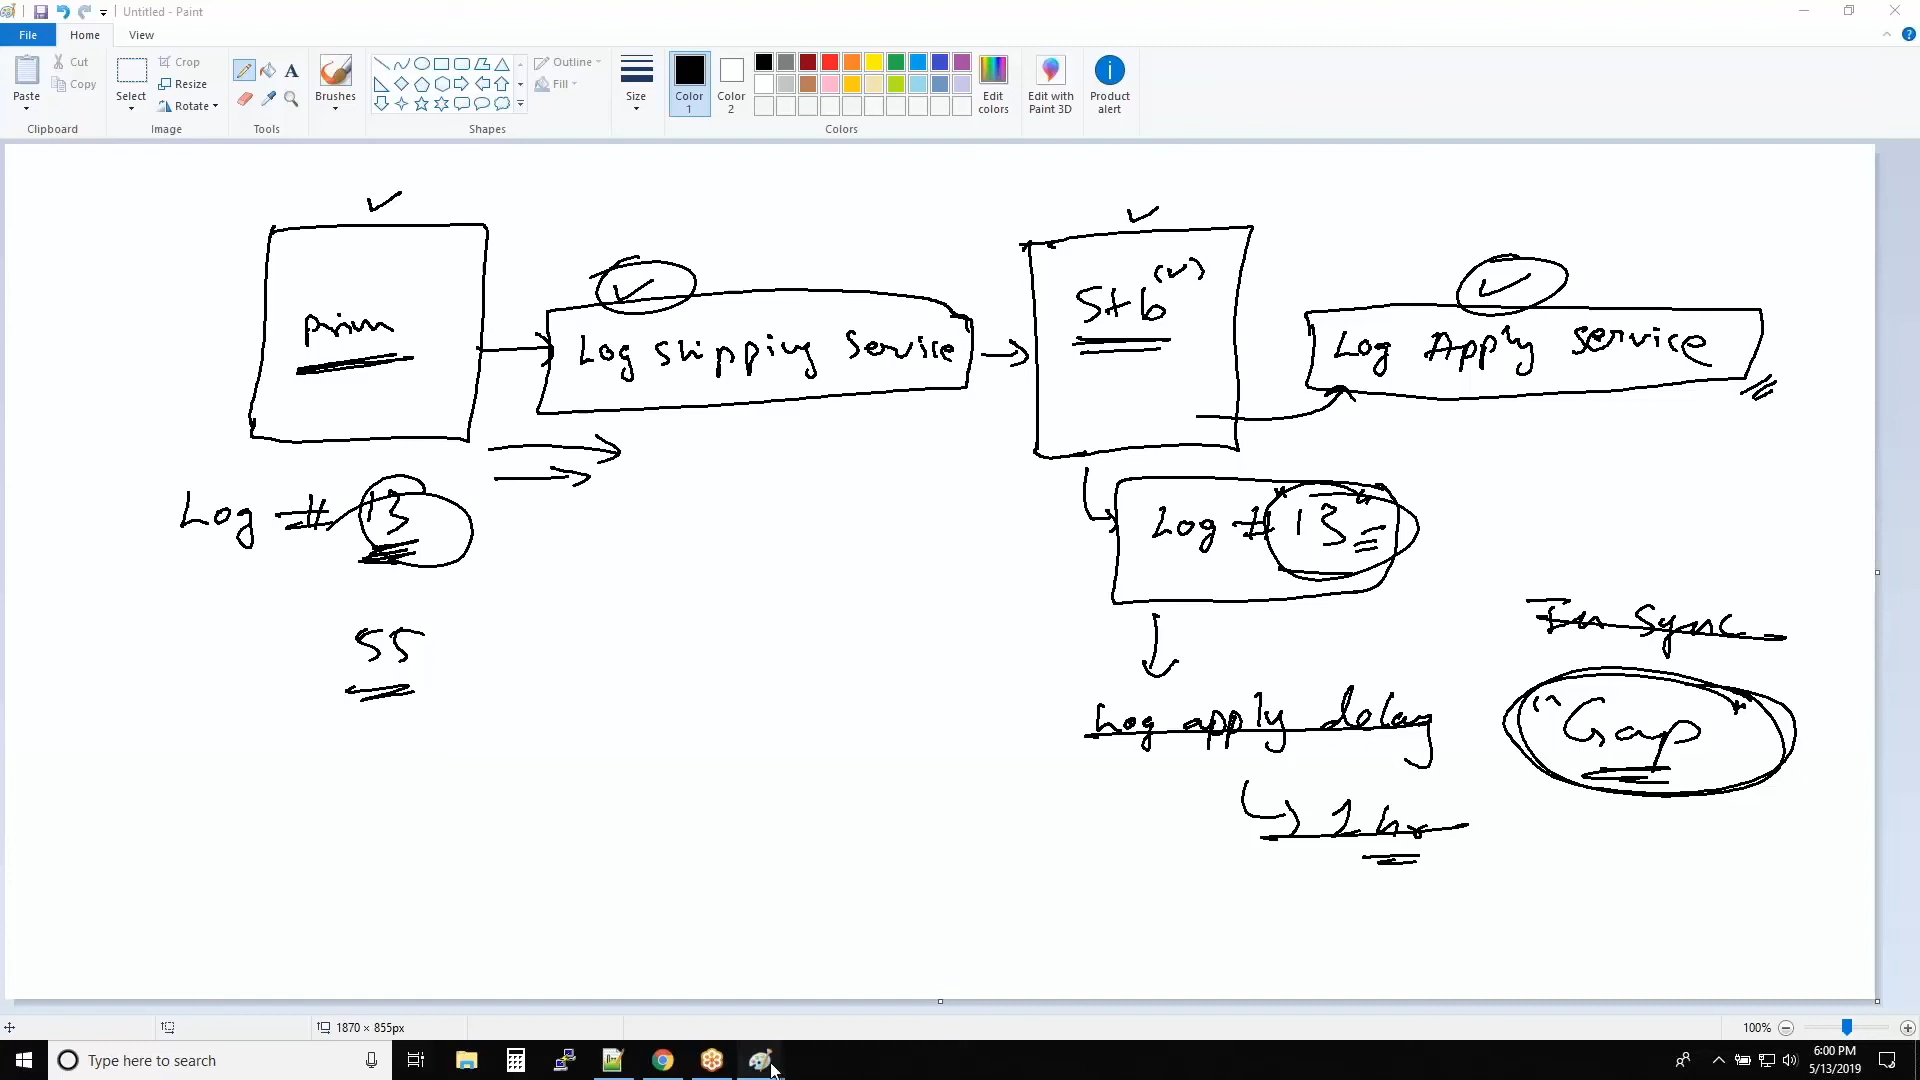 Untitled - Paint
File
Home
View
Paste
Cut
Copy
Clipboard
Select
Crop
Resize
Rotate
Image
A
Tools
Brushes
Shapes
Outline
Fill
Size
Color 1
Color 2
Colors
Edit colors
Edit with Paint 3D
Product alert
prim
Log Shipping Service
Stb
Log Apply Service
Log # 13
Log # 13
55
In Sync
"Gap"
Log apply delay
1 hr
1870 × 855px
100%
Type here to search
6:00 PM
5/13/2019